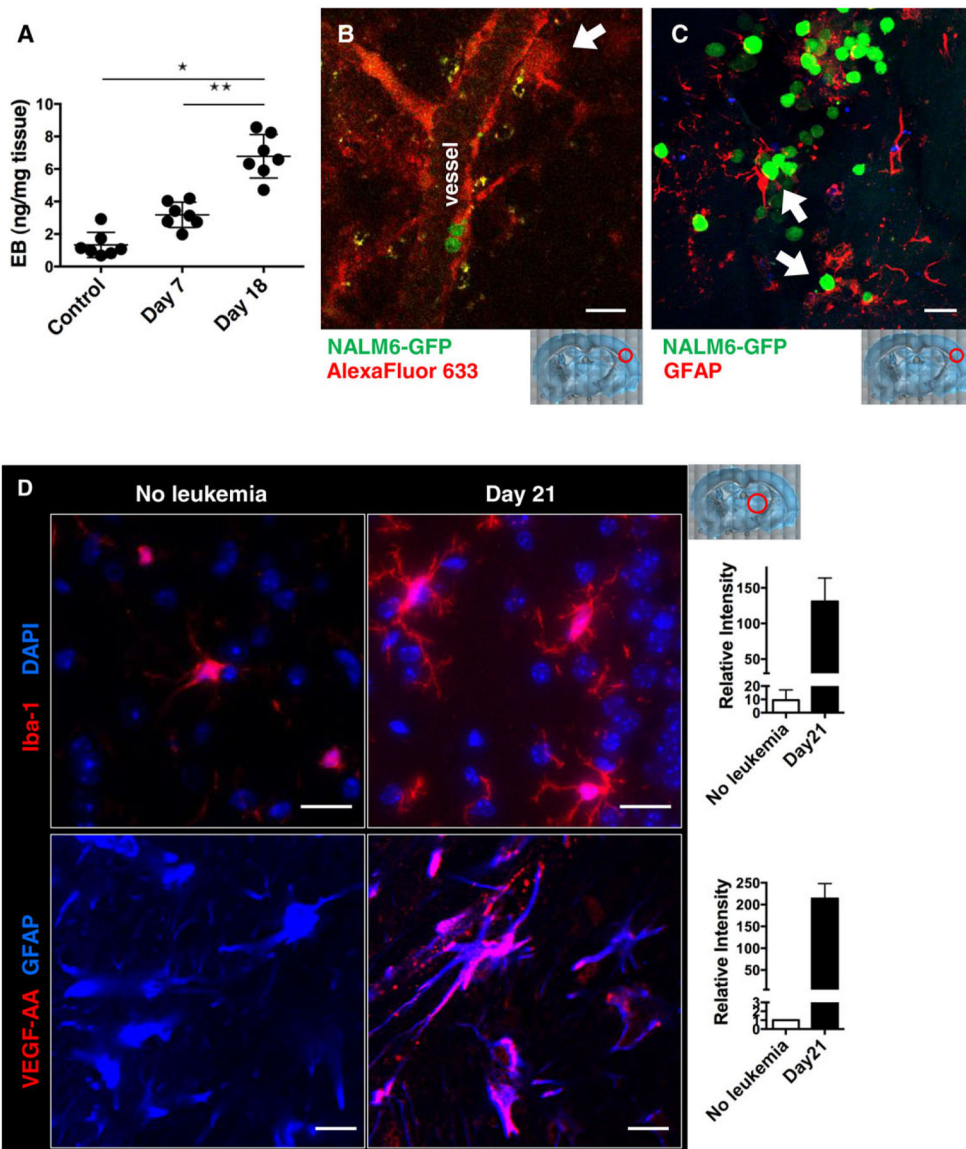 A
*
**
10
8
6
4
2
0
EB (ng/mg tissue)
Control
Day 7
Day 18
B
vessel
NALM6-GFP
AlexaFluor 633
C
NALM6-GFP
GFAP
D
No leukemia
Day 21
Iba-1 DAPI
VEGF-AA GFAP
Relative Intensity
150
100
50
20
10
0
No leukemia
Day21
Relative Intensity
250
200
150
100
50
3
2
1
0
No leukemia
Day21